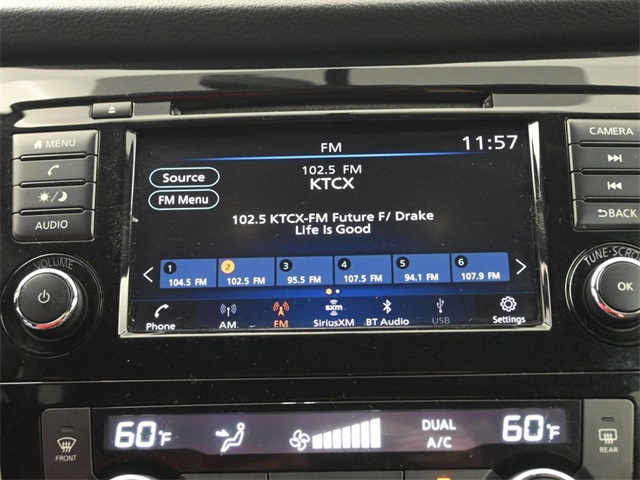 MENU
AUDIO
VOLUME
FM
11:57
102.5 FM
KTCX
Source
FM Menu
102.5 KTCX-FM Future F/ Drake
Life Is Good
1 2 3 4 5 6
104.5 FM 102.5 FM 95.5 FM 107.5 FM 94.1 FM 107.9 FM
Phone AM FM SiriusXM BT Audio USB Settings
sxm
CAMERA
BACK
TUNE·SCROLL
OK
60°F
DUAL
A/C
60°F
FRONT
REAR